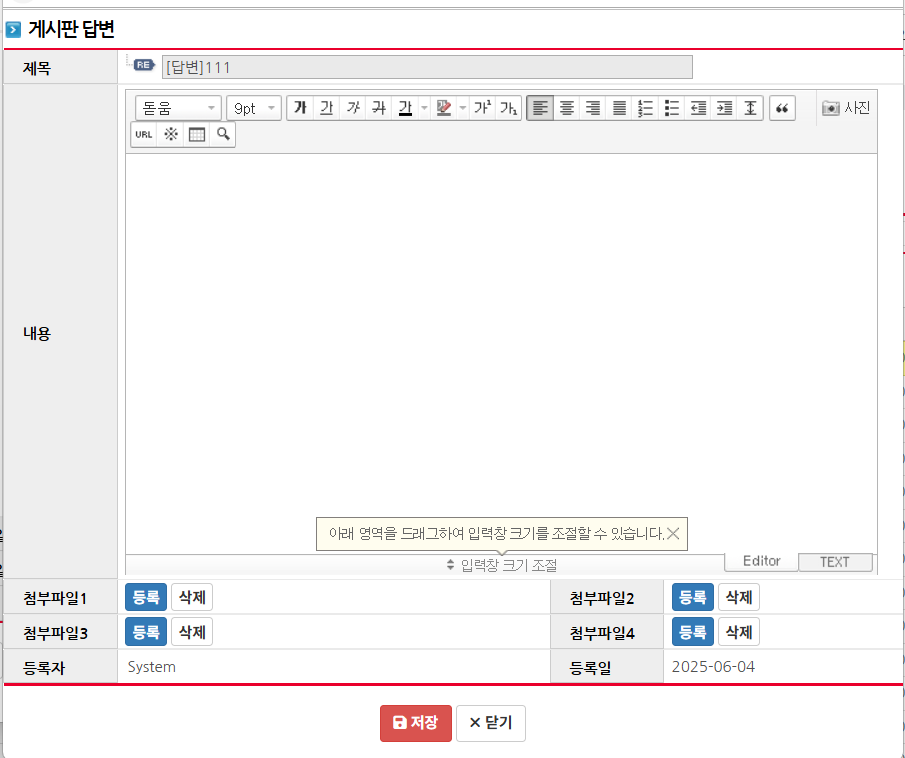 게시판 답변
제목 RE [답변]111
돋움 9pt 가 가 가 가 가 가¹ 가₁ 사진
URL
내용
아래 영역을 드래그하여 입력창 크기를 조절할 수 있습니다.
입력창 크기 조절 Editor TEXT
첨부파일1 등록 삭제 첨부파일2 등록 삭제
첨부파일3 등록 삭제 첨부파일4 등록 삭제
등록자 System 등록일 2025-06-04
저장 닫기